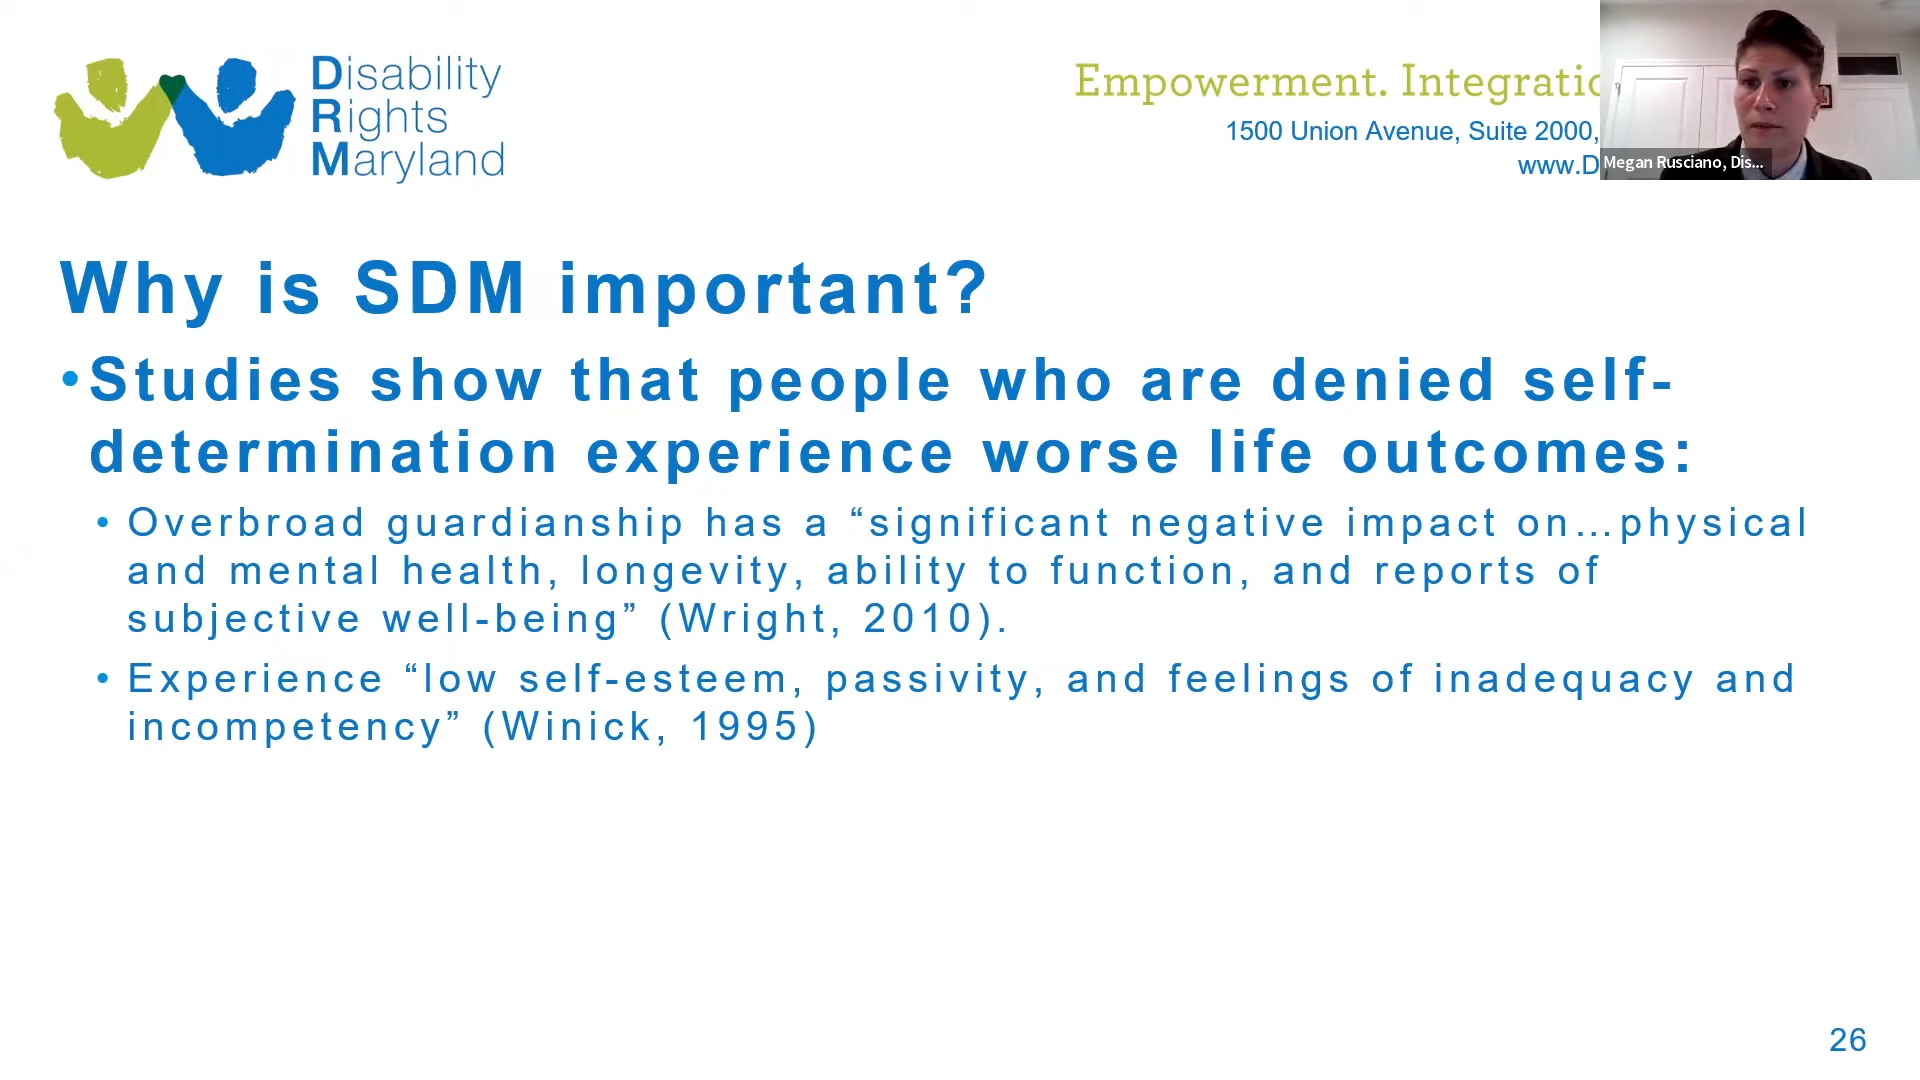 Disability
Rights
Maryland
Empowerment. Integratio
1500 Union Avenue, Suite 2000,
www.D
Megan Rusciano, Dis...
Why is SDM important?
•Studies show that people who are denied self-
determination experience worse life outcomes:
• Overbroad guardianship has a “significant negative impact on…physical
and mental health, longevity, ability to function, and reports of
subjective well-being” (Wright, 2010).
• Experience “low self-esteem, passivity, and feelings of inadequacy and
incompetency” (Winick, 1995)
26